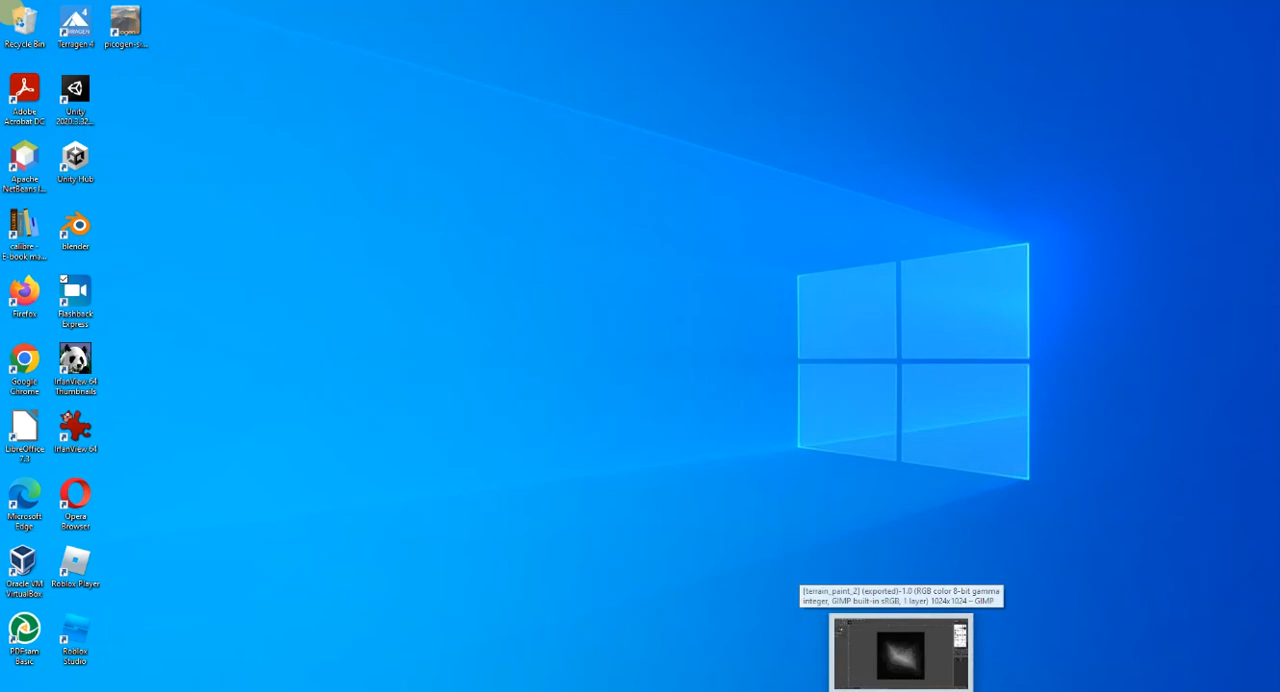 Recycle Bin
Terragen 4
picogen-si...
Adobe
Acrobat DC
Unity
2020.3.32...
Apache
NetBeans I...
Unity Hub
calibre -
E-book ma...
blender
Firefox
Flashback
Express
Google
Chrome
IrfanView 64
Thumbnails
LibreOffice
7.3
IrfanView 64
Microsoft
Edge
Opera
Browser
Oracle VM
VirtualBox
Roblox Player
PDFsam
Basic
Roblox
Studio
[terrain_paint_2] (exported)-1.0 (RGB color 8-bit gamma
integer, GIMP built-in sRGB, 1 layer) 1024x1024 – GIMP